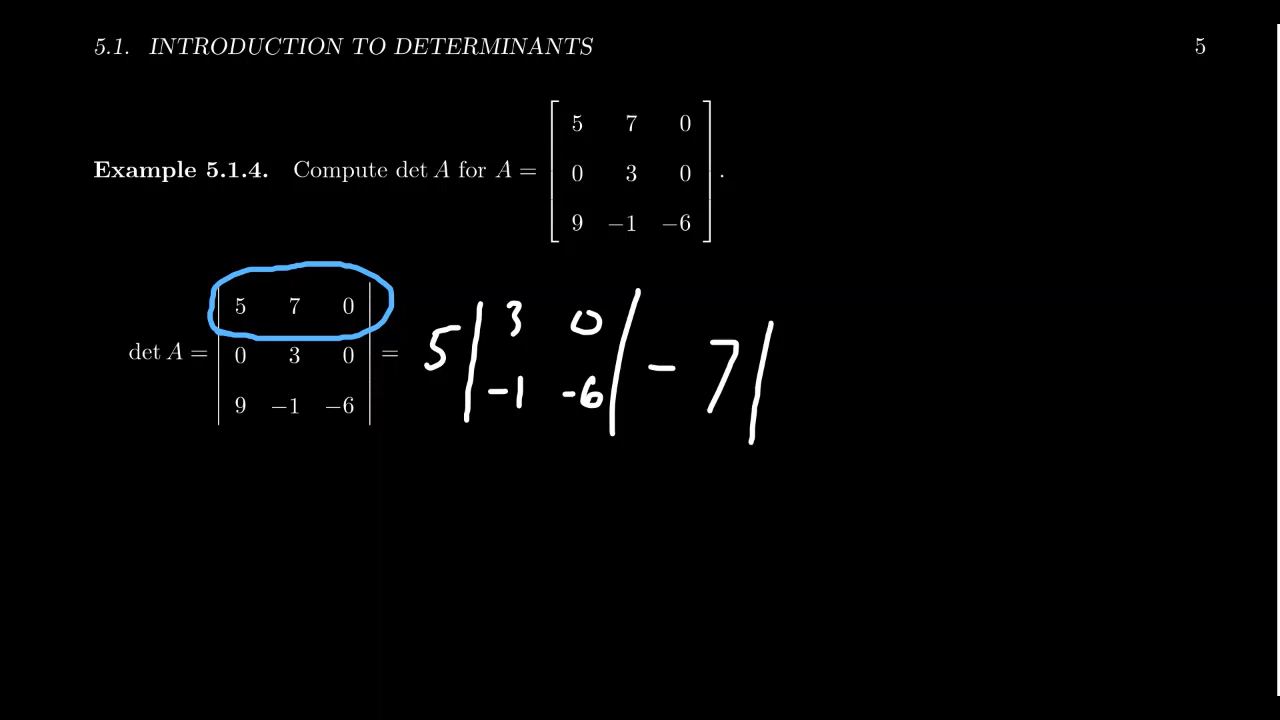 5.1. INTRODUCTION TO DETERMINANTS 5
5 7 0
Example 5.1.4. Compute det A for A = 0 3 0 .
9 −1 −6
5 7 0
det A = 0 3 0 = 5 | 3 0 | − 7 |
9 −1 −6 -1 -6